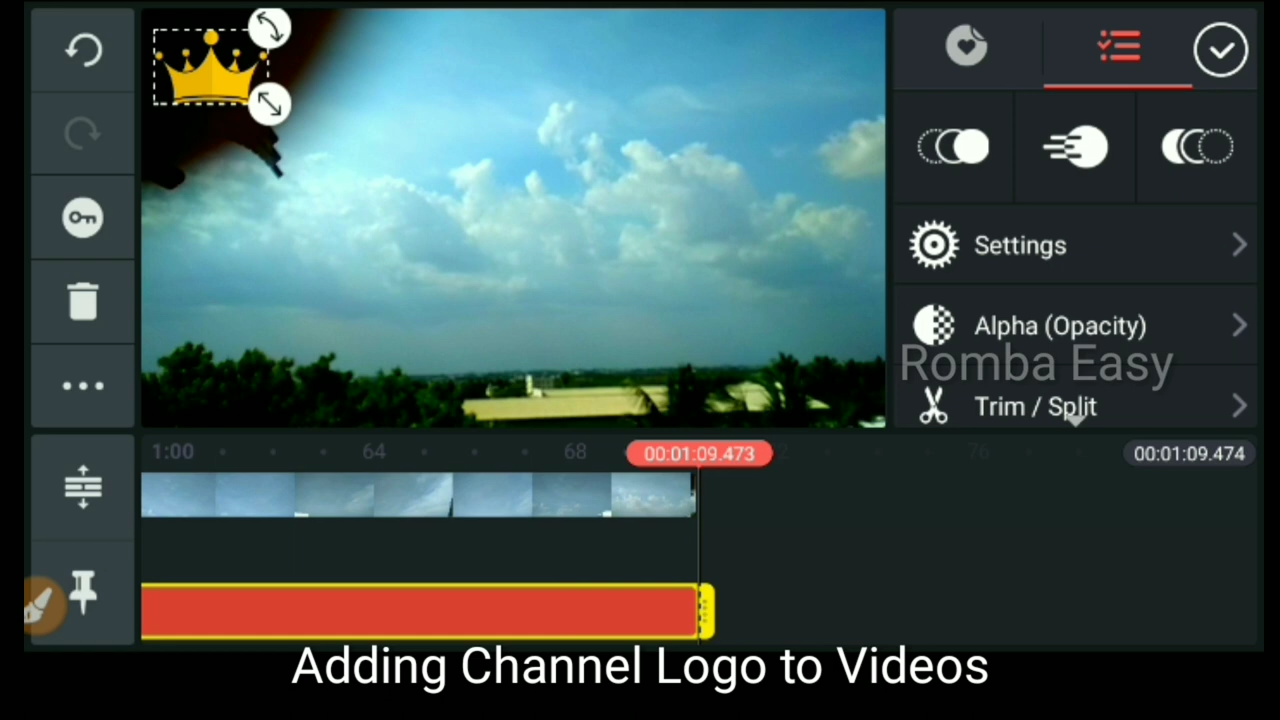 Settings
Alpha (Opacity)
Romba Easy
Trim / Split
1:00
64
68
00:01:09.473
76
00:01:09.474
Adding Channel Logo to Videos